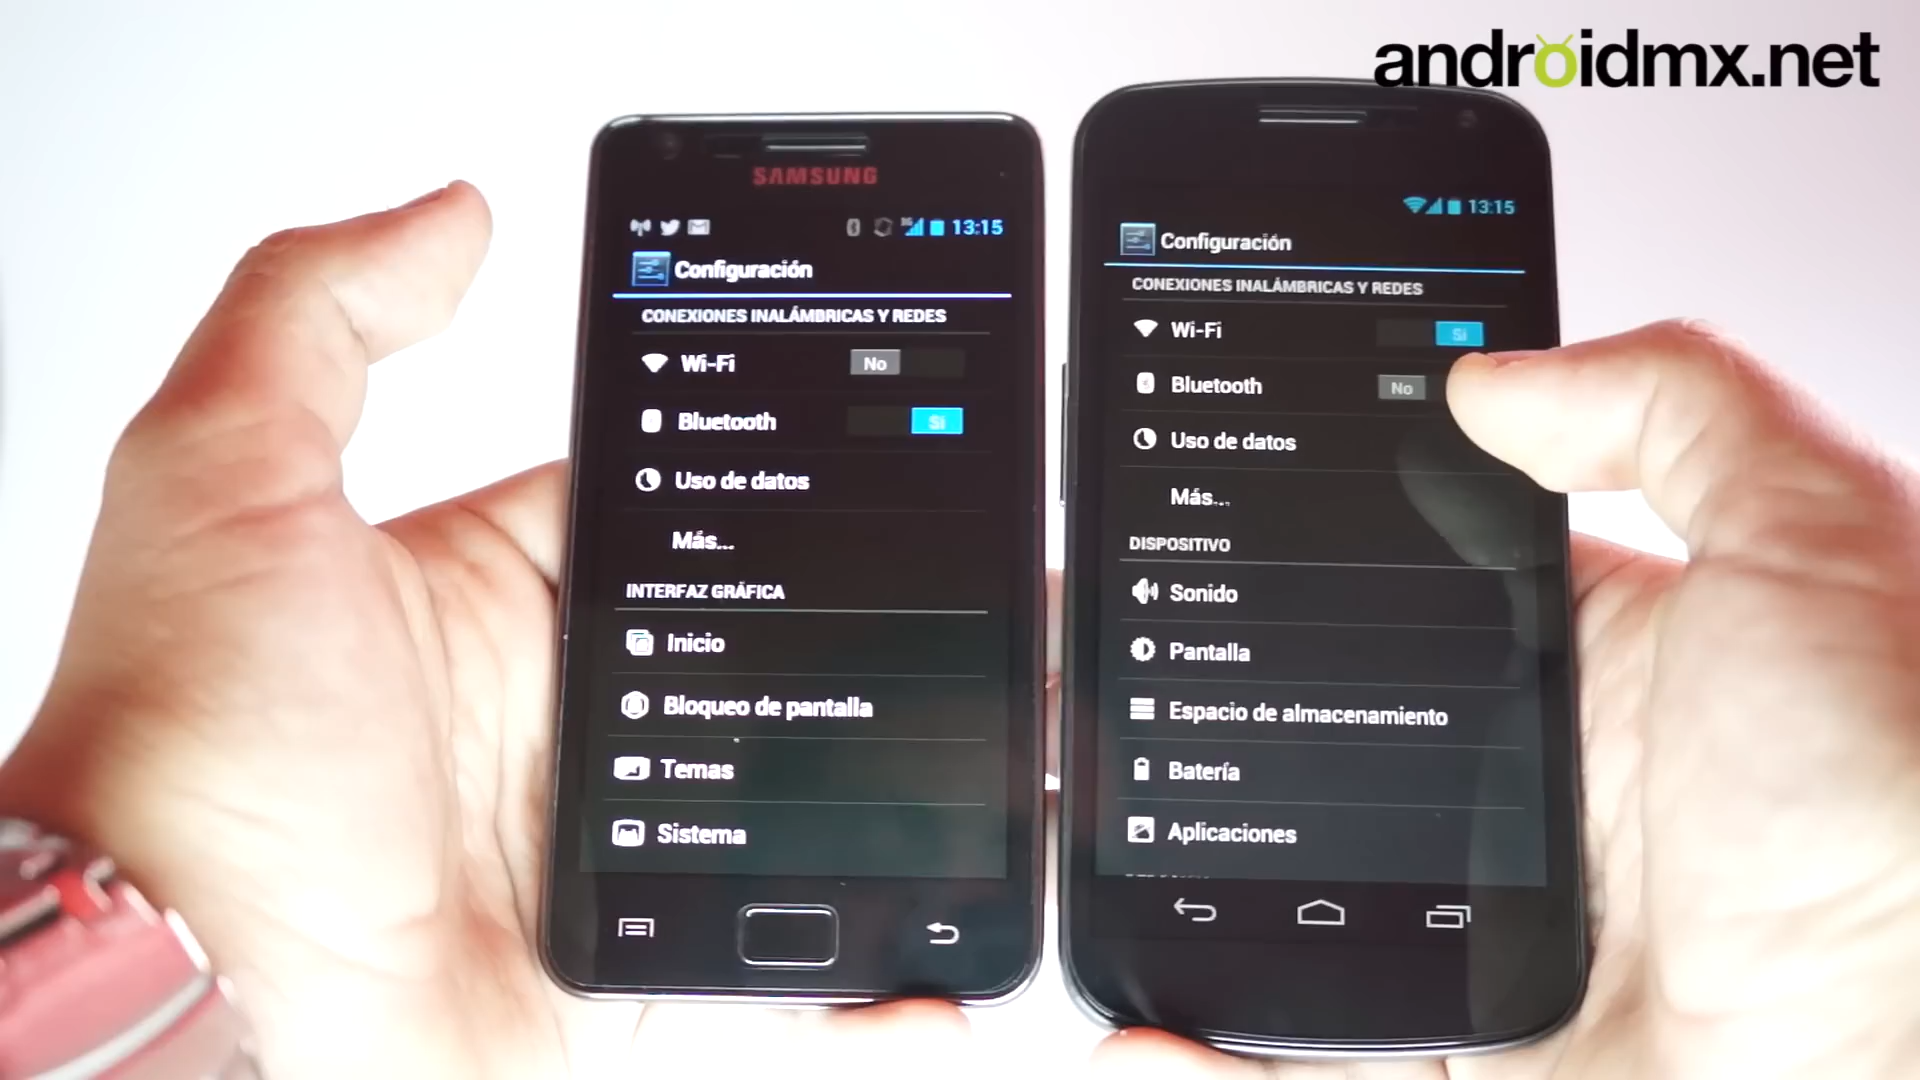 androidmx.net
SAMSUNG
3G 13:15
Configuración
CONEXIONES INALÁMBRICAS Y REDES
Wi-Fi No
Bluetooth Sí
Uso de datos
Más...
INTERFAZ GRÁFICA
Inicio
Bloqueo de pantalla
Temas
Sistema
13:15
Configuración
CONEXIONES INALÁMBRICAS Y REDES
Wi-Fi Sí
Bluetooth No
Uso de datos
Más...
DISPOSITIVO
Sonido
Pantalla
Espacio de almacenamiento
Batería
Aplicaciones